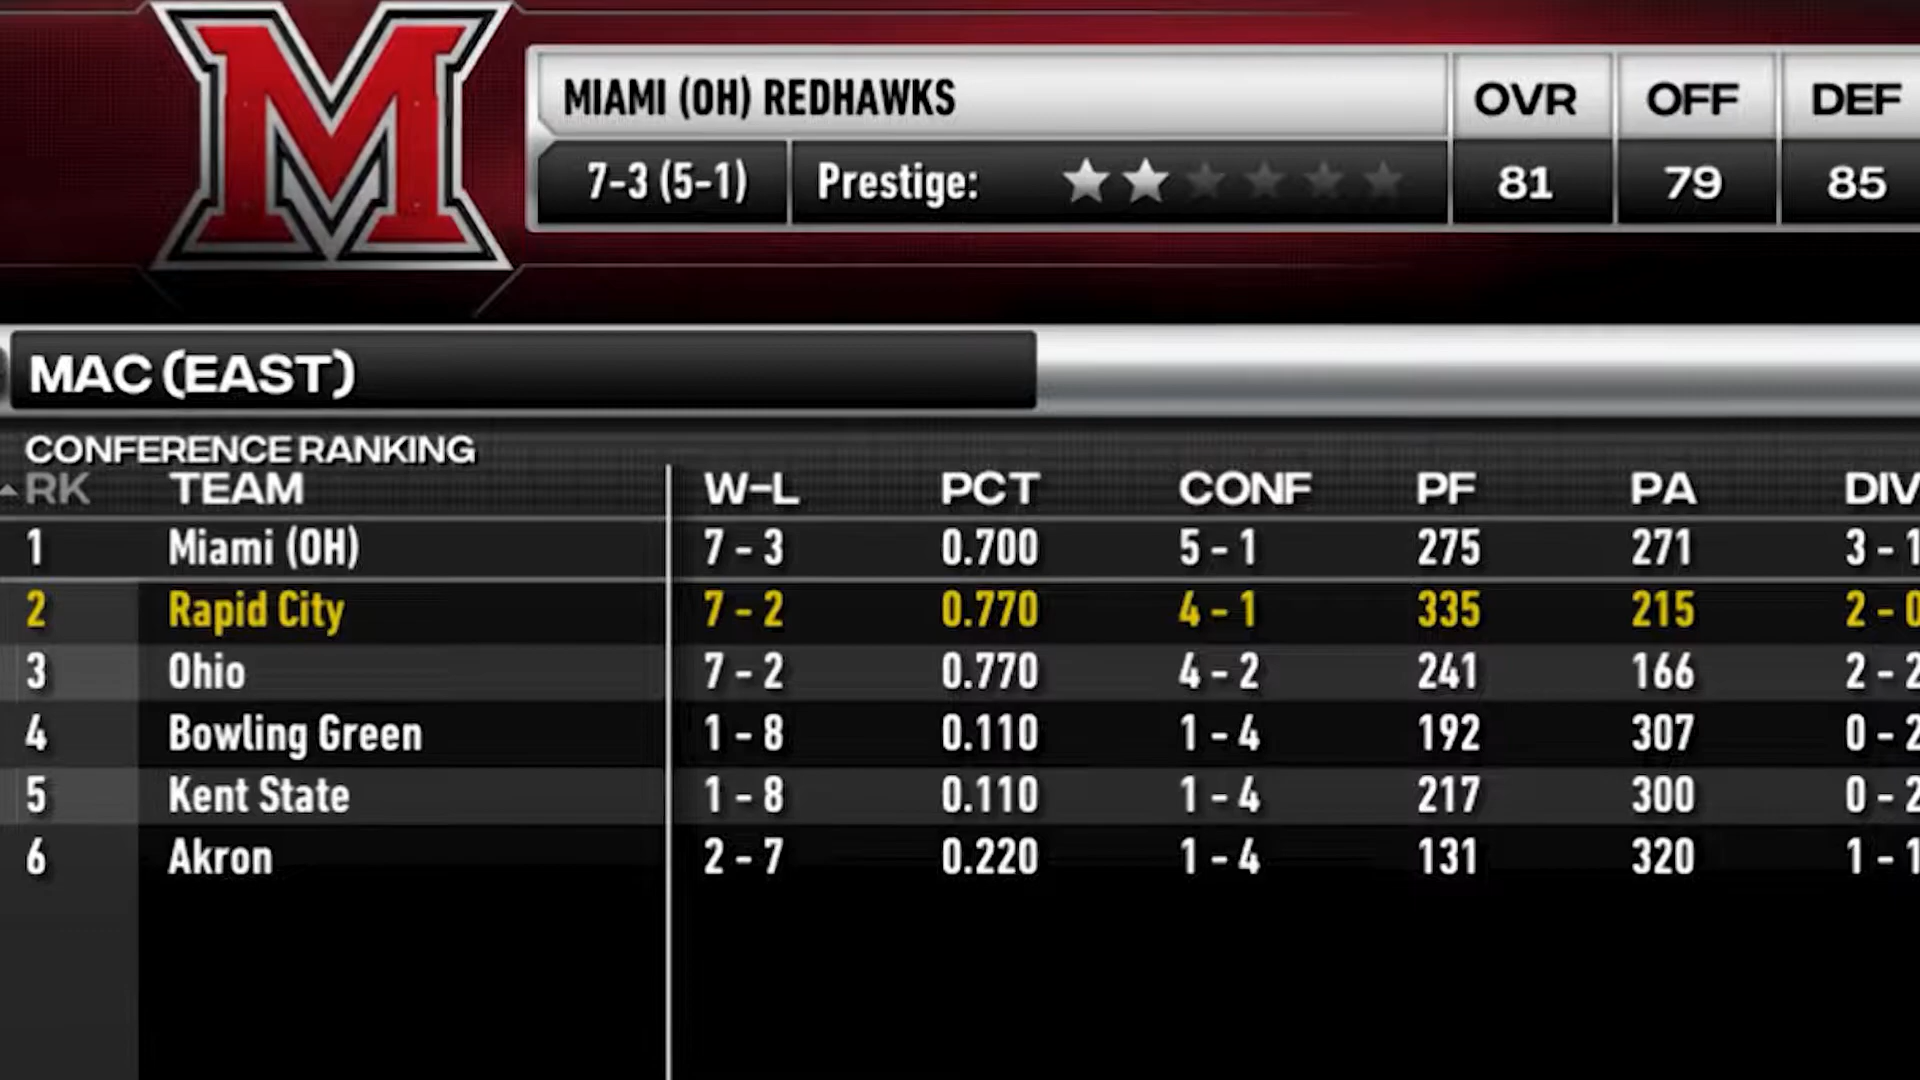 M
MIAMI (OH) REDHAWKS OVR OFF DEF
7-3 (5-1) Prestige: 81 79 85
MAC (EAST)
CONFERENCE RANKING
RK TEAM W-L PCT CONF PF PA DIV
1 Miami (OH) 7 - 3 0.700 5 - 1 275 271 3 - 1
2 Rapid City 7 - 2 0.770 4 - 1 335 215 2 - 0
3 Ohio 7 - 2 0.770 4 - 2 241 166 2 - 2
4 Bowling Green 1 - 8 0.110 1 - 4 192 307 0 - 2
5 Kent State 1 - 8 0.110 1 - 4 217 300 0 - 2
6 Akron 2 - 7 0.220 1 - 4 131 320 1 - 1